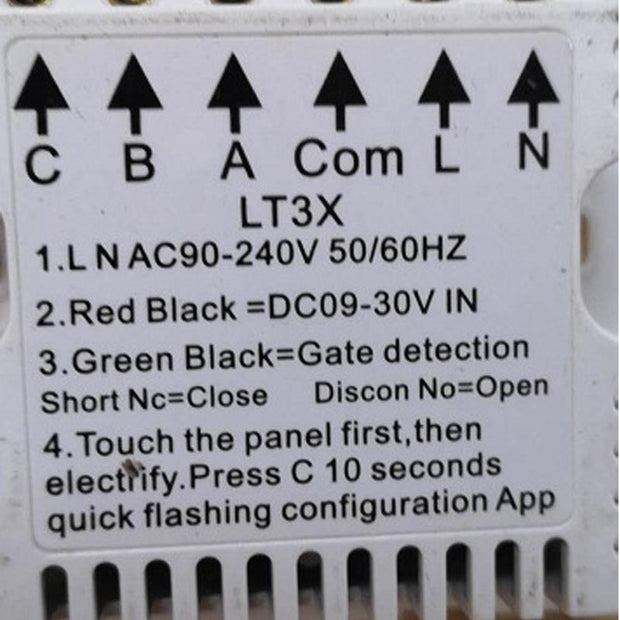 C B A Com L N
LT3X
1.L N AC90-240V 50/60HZ
2.Red Black =DC09-30V IN
3.Green Black=Gate detection
Short Nc=Close Discon No=Open
4.Touch the panel first,then
electrify.Press C 10 seconds
quick flashing configuration App